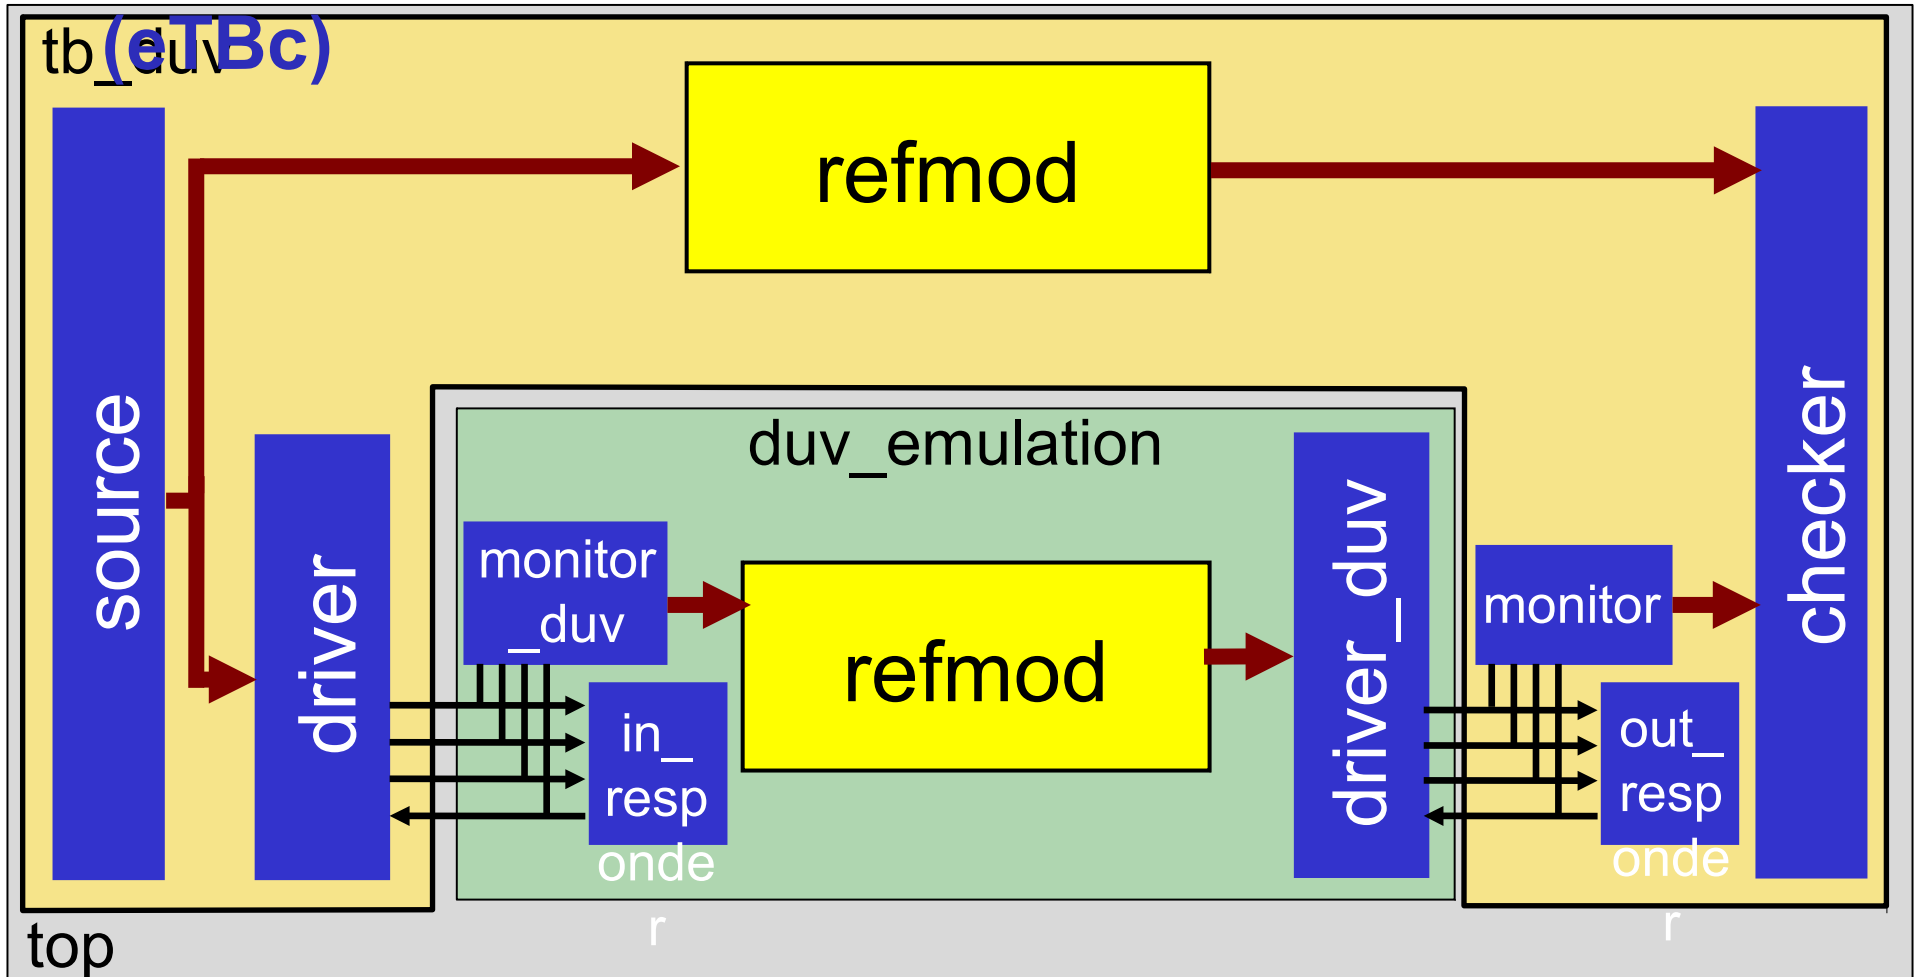 tb_duv
(eTBc)
refmod
source
driver
duv_emulation
monitor
_duv
in_
resp
onde
r
refmod
driver_duv
monitor
out_
resp
onde
r
checker
top